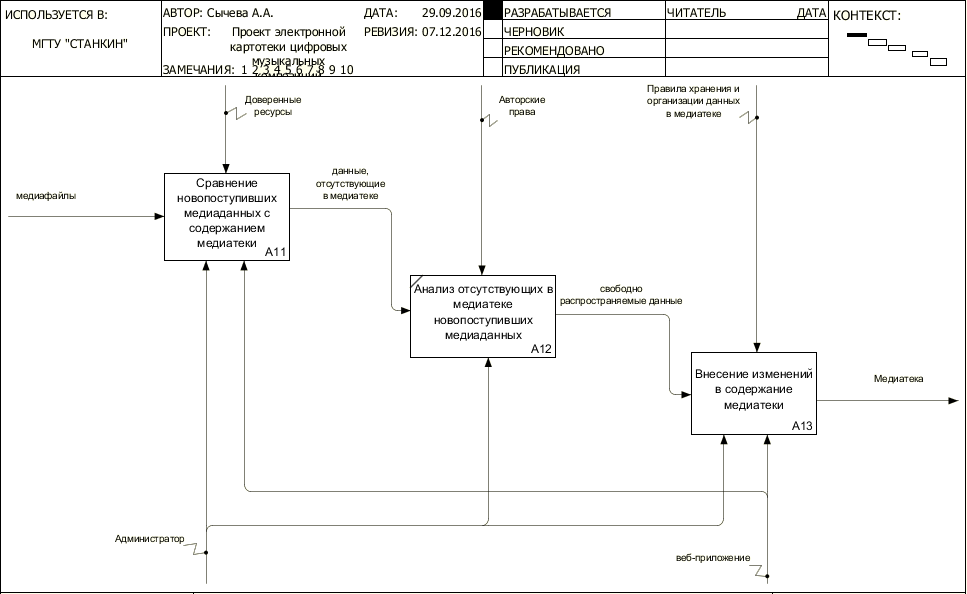 ИСПОЛЬЗУЕТСЯ В:
МГТУ "СТАНКИН"
АВТОР: Сычева А.А.
ДАТА: 29.09.2016
ПРОЕКТ: Проект электронной
картотеки цифровых
музыкальных
композиций
РЕВИЗИЯ: 07.12.2016
ЗАМЕЧАНИЯ: 1 2 3 4 5 6 7 8 9 10
РАЗРАБАТЫВАЕТСЯ
ЧЕРНОВИК
РЕКОМЕНДОВАНО
ПУБЛИКАЦИЯ
ЧИТАТЕЛЬ ДАТА
КОНТЕКСТ:
Доверенные
ресурсы
Авторские
права
Правила хранения и
организации данных
в медиатеке
медиафайлы
Сравнение
новопоступивших
медиаданных с
содержанием
медиатеки
A11
данные,
отсутствующие
в медиатеке
Анализ отсутствующих в
медиатеке
новопоступивших
медиаданных
A12
свободно
распространяемые данные
Внесение изменений
в содержание
медиатеки
A13
Медиатека
Администратор
веб-приложение